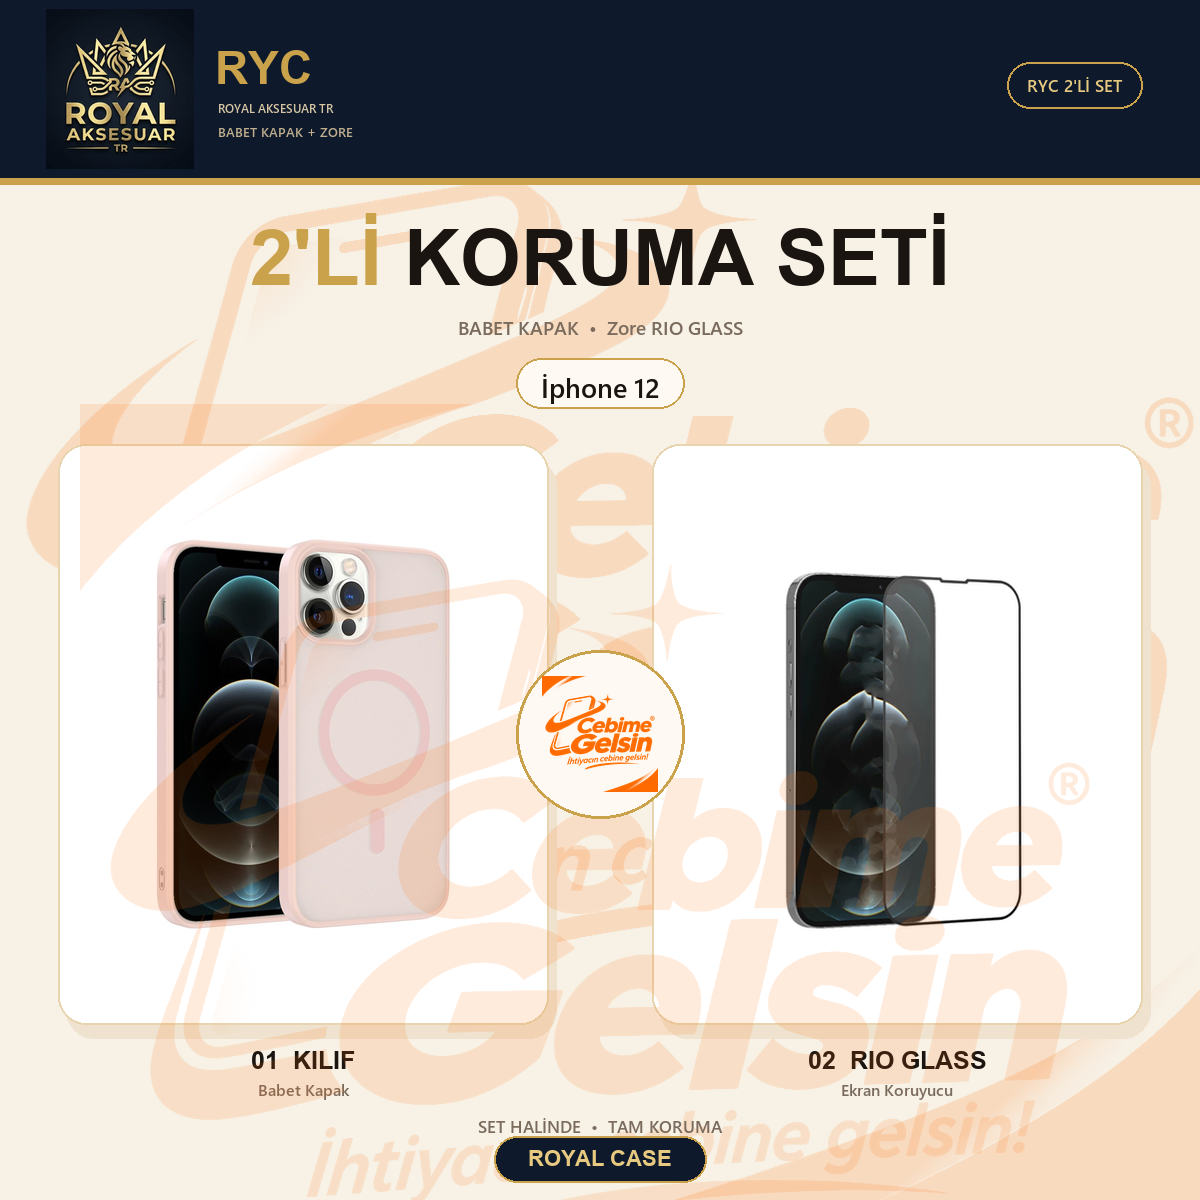 ROYAL
AKSESUAR
TR
RYC
ROYAL AKSESUAR TR
BABET KAPAK + ZORE
RYC 2'Lİ SET
2'Lİ KORUMA SETİ
BABET KAPAK • Zore RIO GLASS
İphone 12
Cebime
Gelsin
İhtiyacın cebine gelsin!
Cebime®
Gelsin
01 KILIF
Babet Kapak
02 RIO GLASS
Ekran Koruyucu
SET HALİNDE • TAM KORUMA
ROYAL CASE